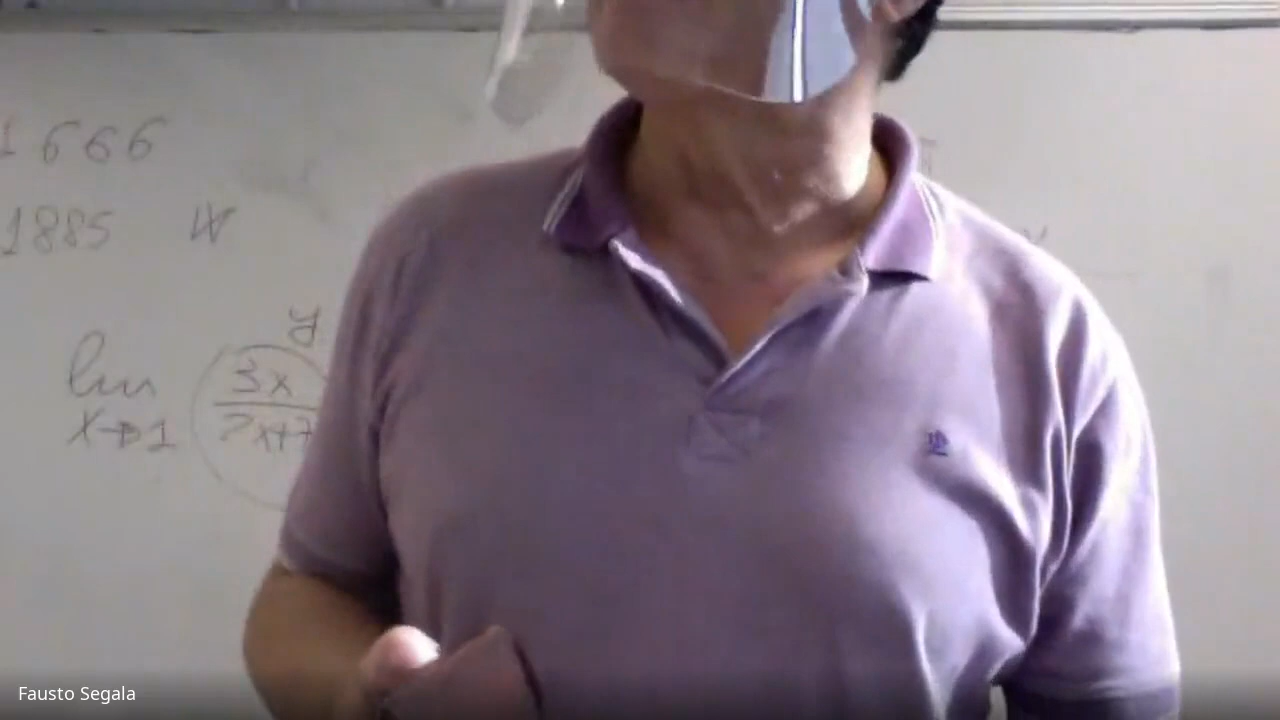 1666
1885 W
y
lim 3x
x→1 2x+7
Fausto Segala